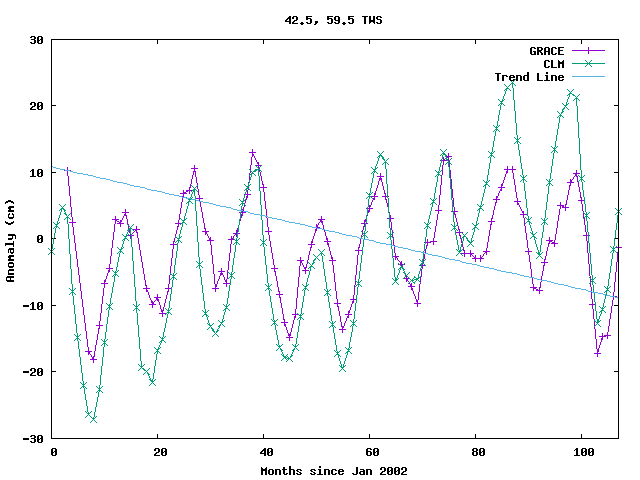 42.5, 59.5 TWS
GRACE
CLM
Trend Line
30
20
10
0
-10
-20
-30
Anomaly (cm)
0 20 40 60 80 100
Months since Jan 2002